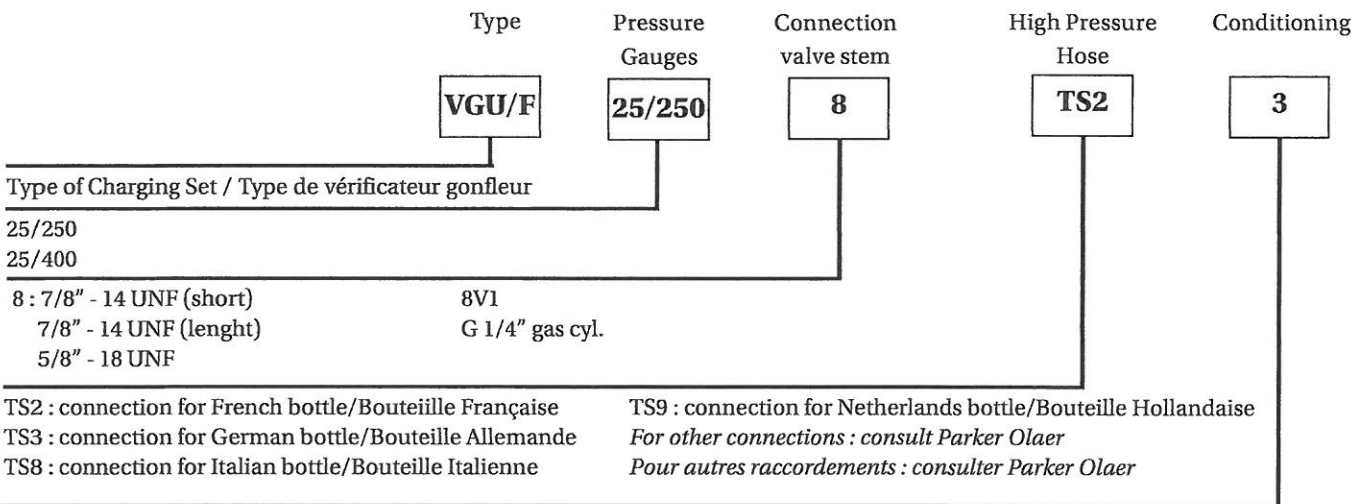 Type Pressure Connection High Pressure Conditioning
Gauges valve stem Hose
VGU/F 25/250 8 TS2 3
Type of Charging Set / Type de vérificateur gonfleur
25/250
25/400
8 : 7/8" - 14 UNF (short) 8V1
7/8" - 14 UNF (lenght) G 1/4" gas cyl.
5/8" - 18 UNF
TS2 : connection for French bottle/Bouteiille Française TS9 : connection for Netherlands bottle/Bouteille Hollandaise
TS3 : connection for German bottle/Bouteille Allemande For other connections : consult Parker Olaer
TS8 : connection for Italian bottle/Bouteille Italienne Pour autres raccordements : consulter Parker Olaer